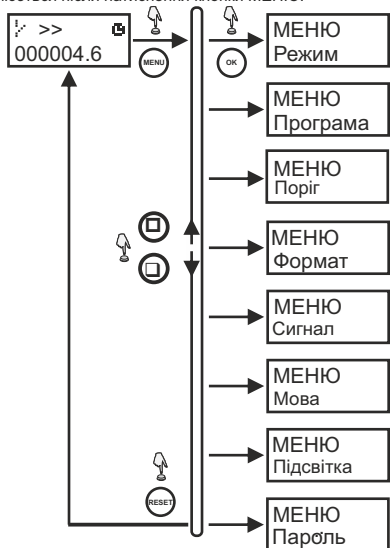 >>
000004.6
MENU
OK
RESET
МЕНЮ
Режим
МЕНЮ
Програма
МЕНЮ
Поріг
МЕНЮ
Формат
МЕНЮ
Сигнал
МЕНЮ
Мова
МЕНЮ
Підсвітка
МЕНЮ
Пароль